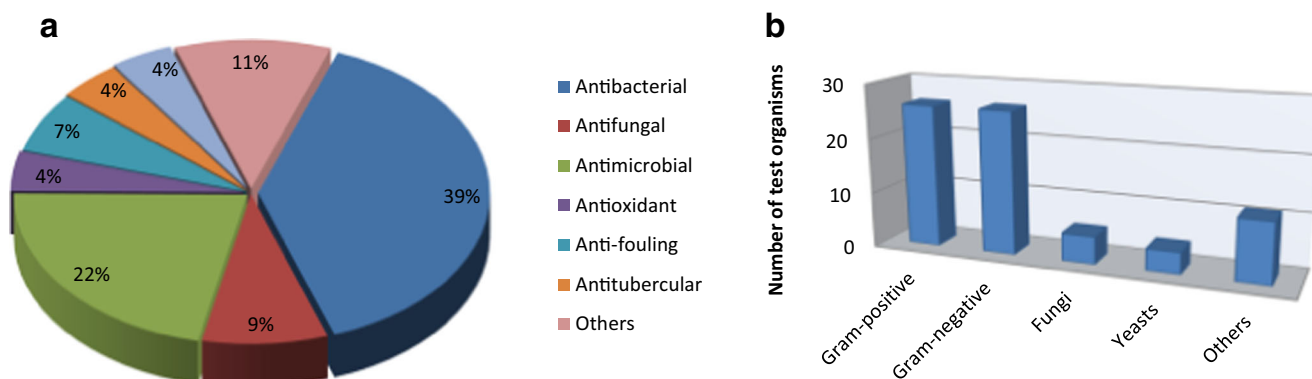 a
4%
11%
4%
7%
4%
39%
22%
9%
Antibacterial
Antifungal
Antimicrobial
Antioxidant
Anti-fouling
Antitubercular
Others
b
Number of test organisms
30
20
10
0
Gram-positive
Gram-negative
Fungi
Yeasts
Others